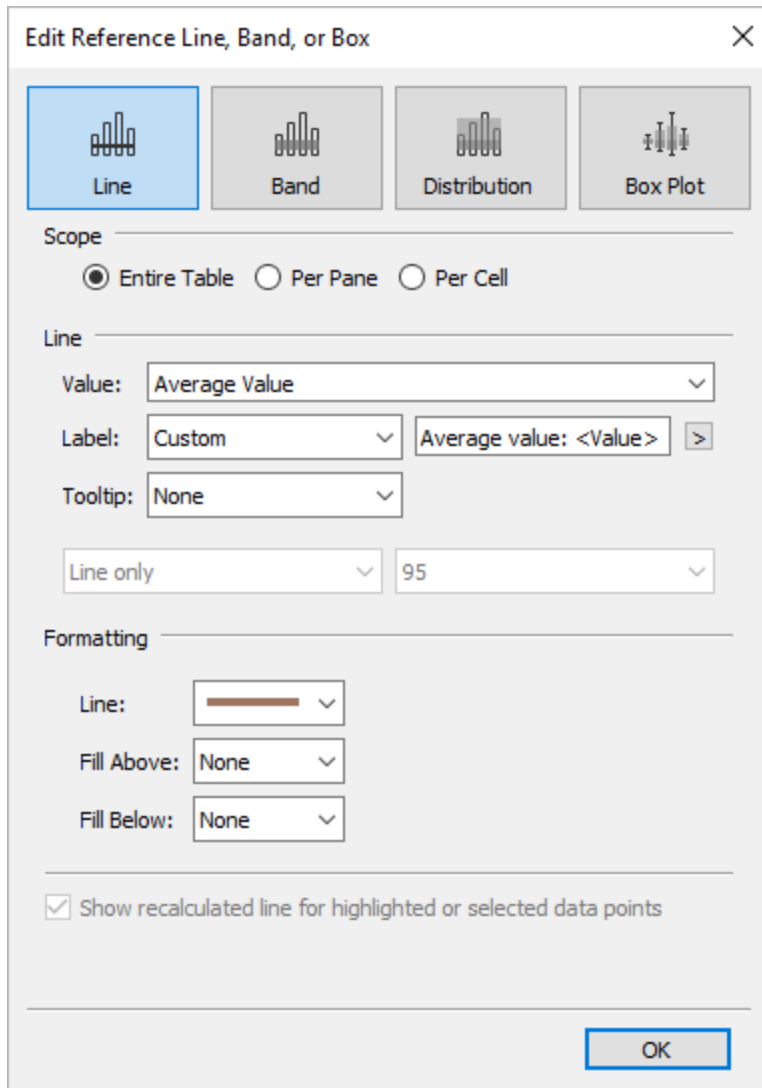 Edit Reference Line, Band, or Box
Line Band Distribution Box Plot
Scope
Entire Table Per Pane Per Cell
Line
Value: Average Value
Label: Custom Average value: <Value> >
Tooltip: None
Line only 95
Formatting
Line:
Fill Above: None
Fill Below: None
Show recalculated line for highlighted or selected data points
OK